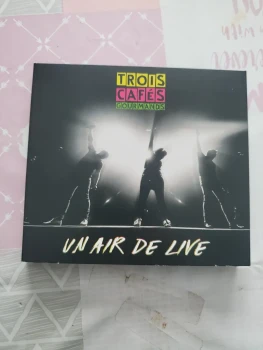 TROIS
CAFÉS
GOURMANDS
UN AIR DE LIVE